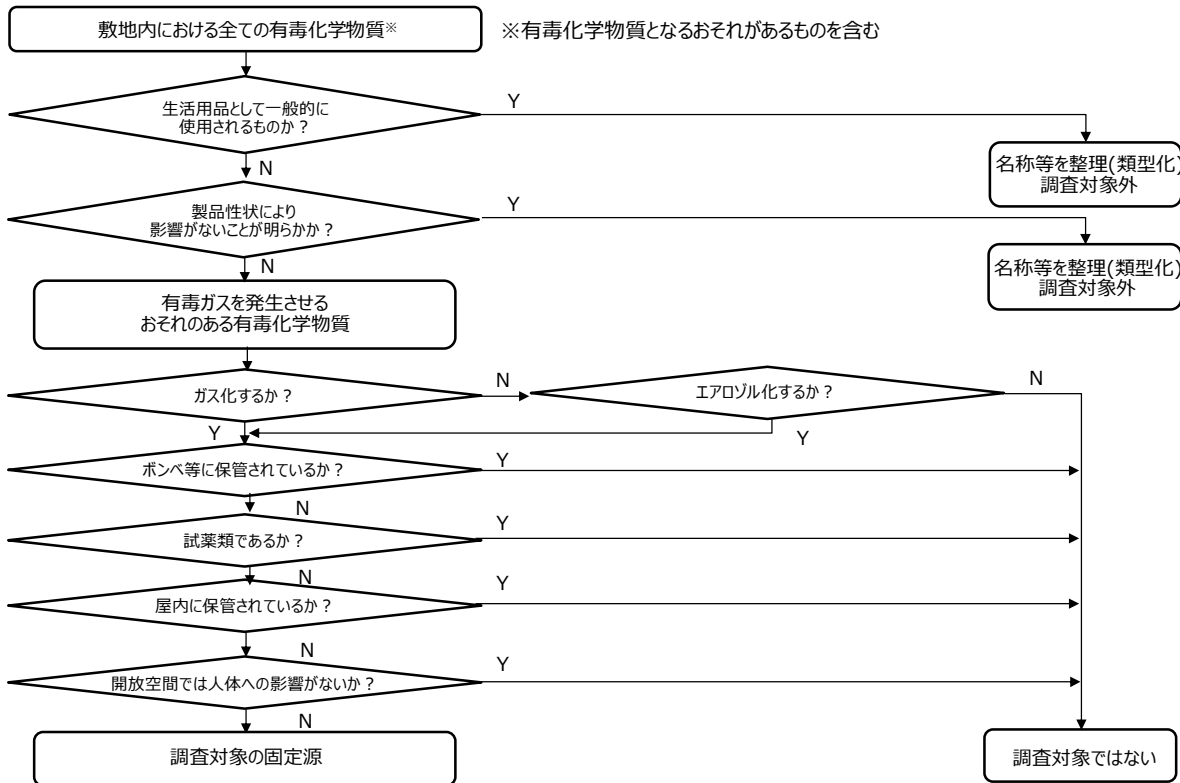 敷地内における全ての有毒化学物質※
※有毒化学物質となるおそれがあるものを含む
生活用品として一般的に
使用されるものか？
Y
N
名称等を整理(類型化)
調査対象外
製品性状により
影響がないことが明らかか？
Y
N
名称等を整理(類型化)
調査対象外
有毒ガスを発生させる
おそれのある有毒化学物質
ガス化するか？
N
エアロゾル化するか？
N
Y
Y
ボンベ等に保管されているか？
Y
N
試薬類であるか？
Y
N
屋内に保管されているか？
Y
N
開放空間では人体への影響がないか？
Y
N
調査対象の固定源
調査対象ではない